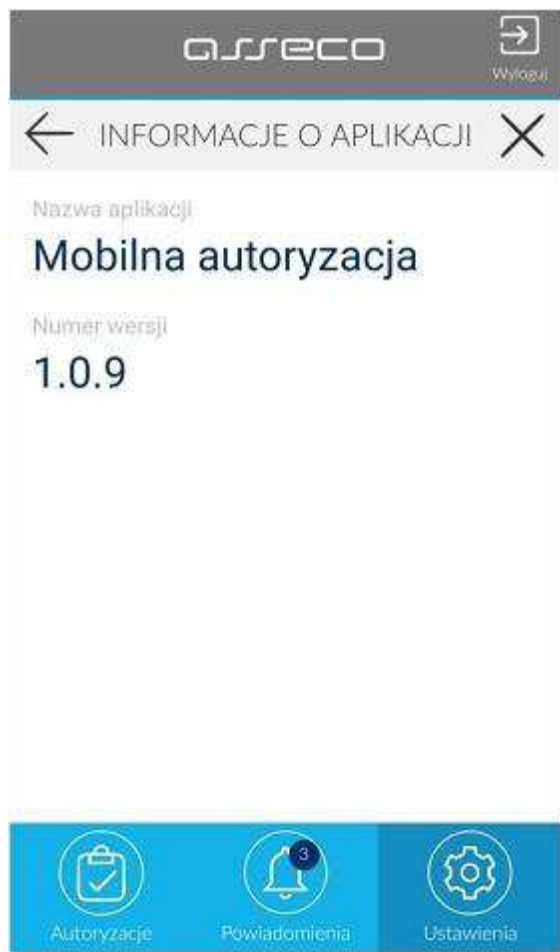 asseco
Wyloguj
INFORMACJE O APLIKACJI
Nazwa aplikacji
Mobilna autoryzacja
Numer wersji
1.0.9
3
Autoryzacje
Powiadomienia
Ustawienia